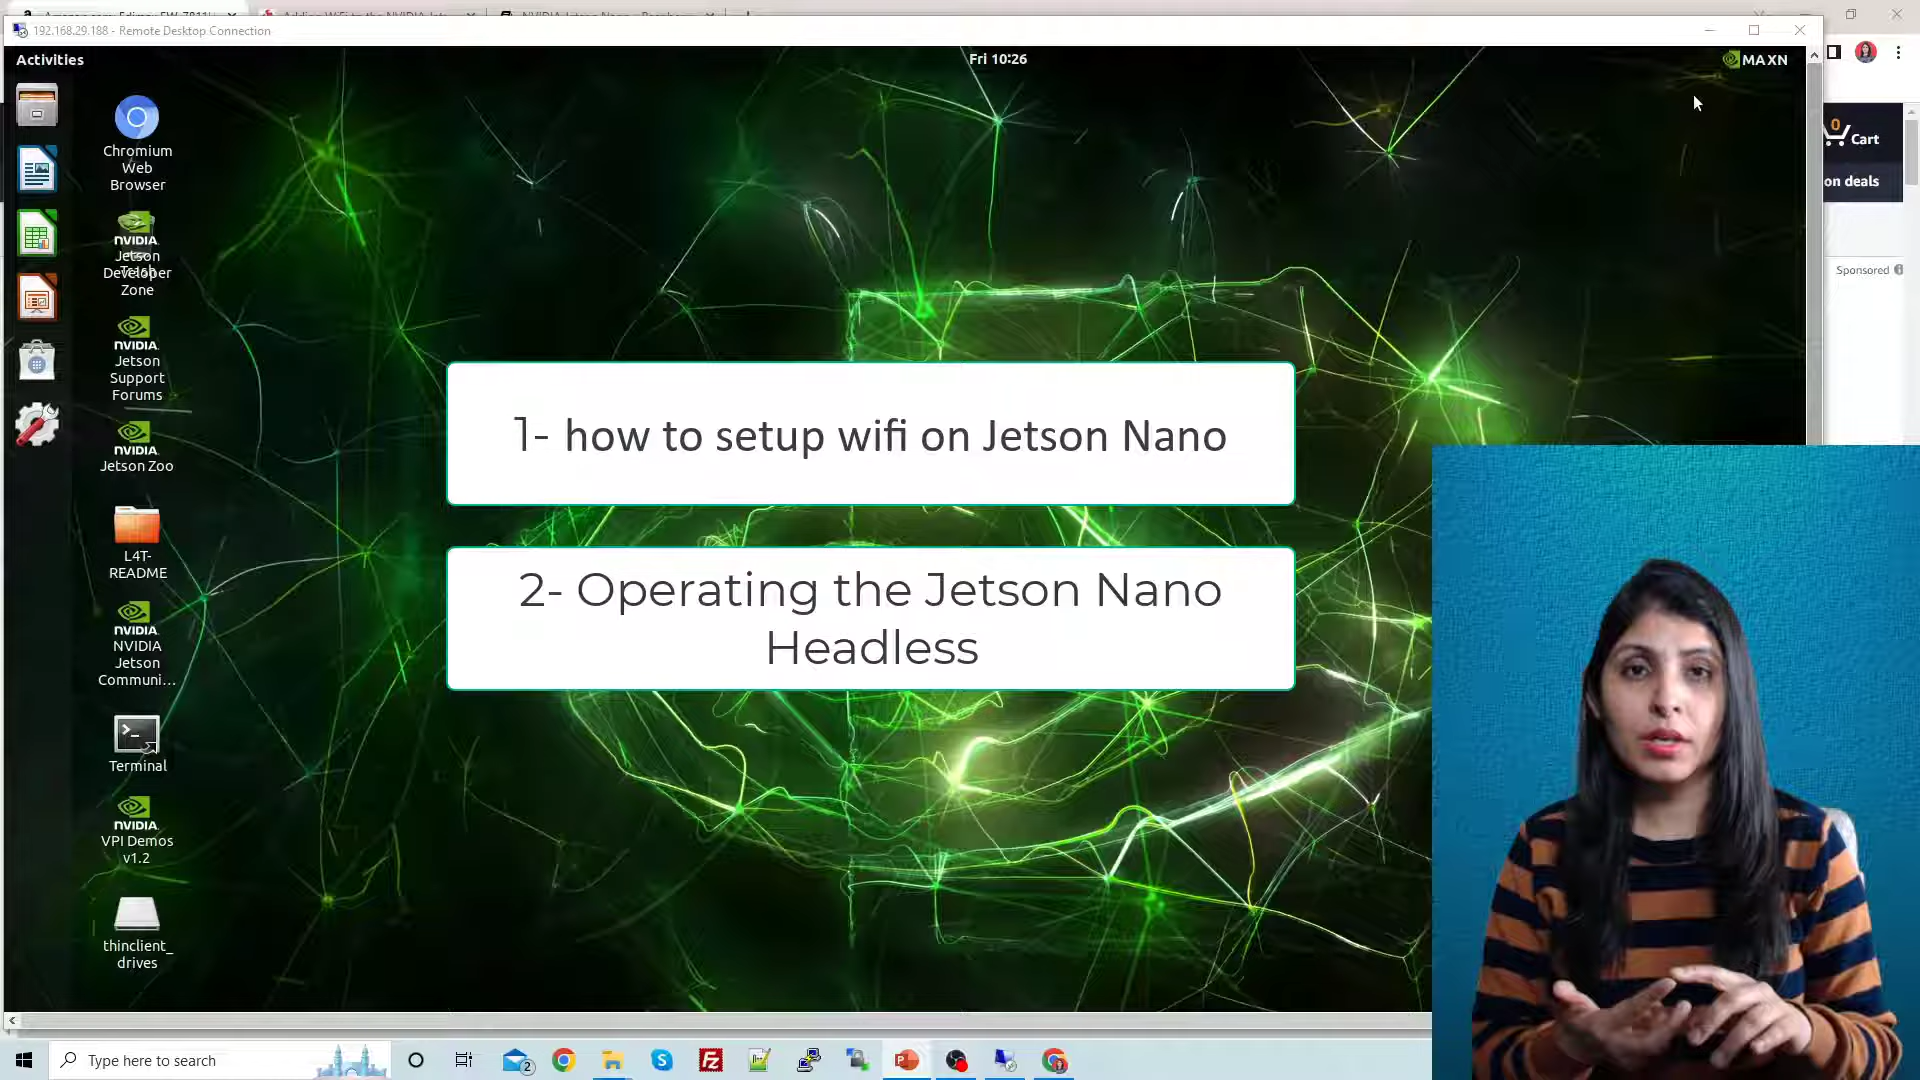 192.168.29.188 - Remote Desktop Connection
Activities
Fri 10:26
MAXN
Chromium
Web
Browser
NVIDIA
Jetson
Developer
Zone
NVIDIA
Jetson
Support
Forums
NVIDIA
Jetson Zoo
L4T-
README
NVIDIA
NVIDIA
Jetson
Communi...
Terminal
NVIDIA
VPI Demos
v1.2
thinclient_
drives
0
Cart
on deals
Sponsored
1- how to setup wifi on Jetson Nano
2- Operating the Jetson Nano
Headless
Type here to search
2